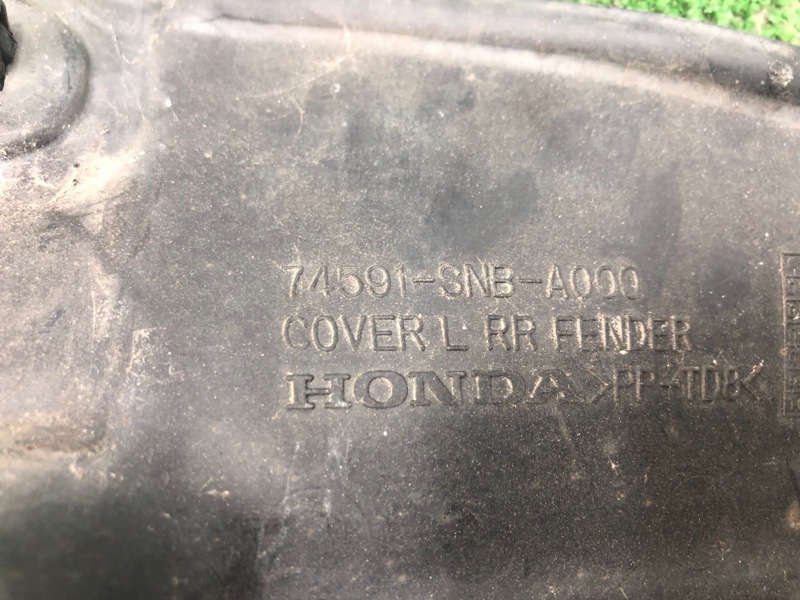 74591-SNB-A000
COVER L RR FENDER
HONDA >PP-TD8<